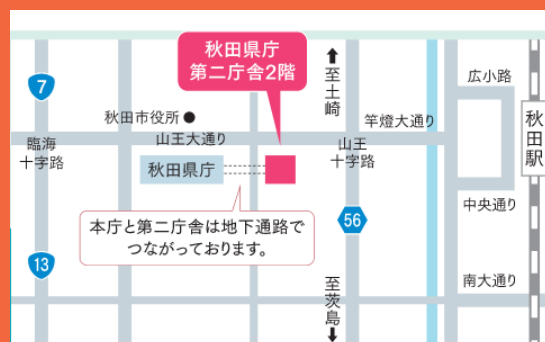 秋田県庁
第二庁舎2階
至土崎
7
広小路
秋田市役所
竿燈大通り
山王大通り
秋田駅
臨海
十字路
山王
十字路
秋田県庁
中央通り
本庁と第二庁舎は地下通路で
つながっております。
56
13
南大通り
至茨島